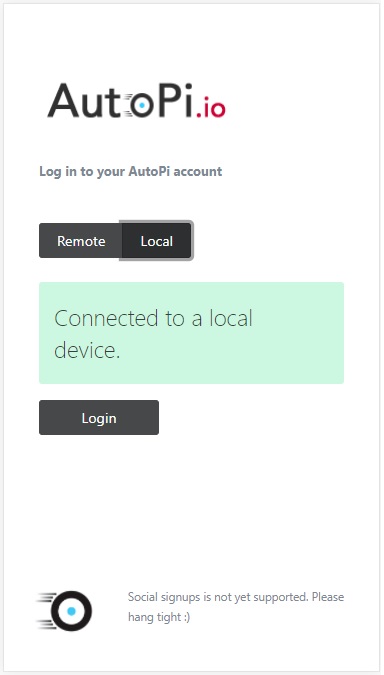 AutoPi.io
Log in to your AutoPi account
Remote Local
Connected to a local
device.
Login
Social signups is not yet supported. Please
hang tight :)